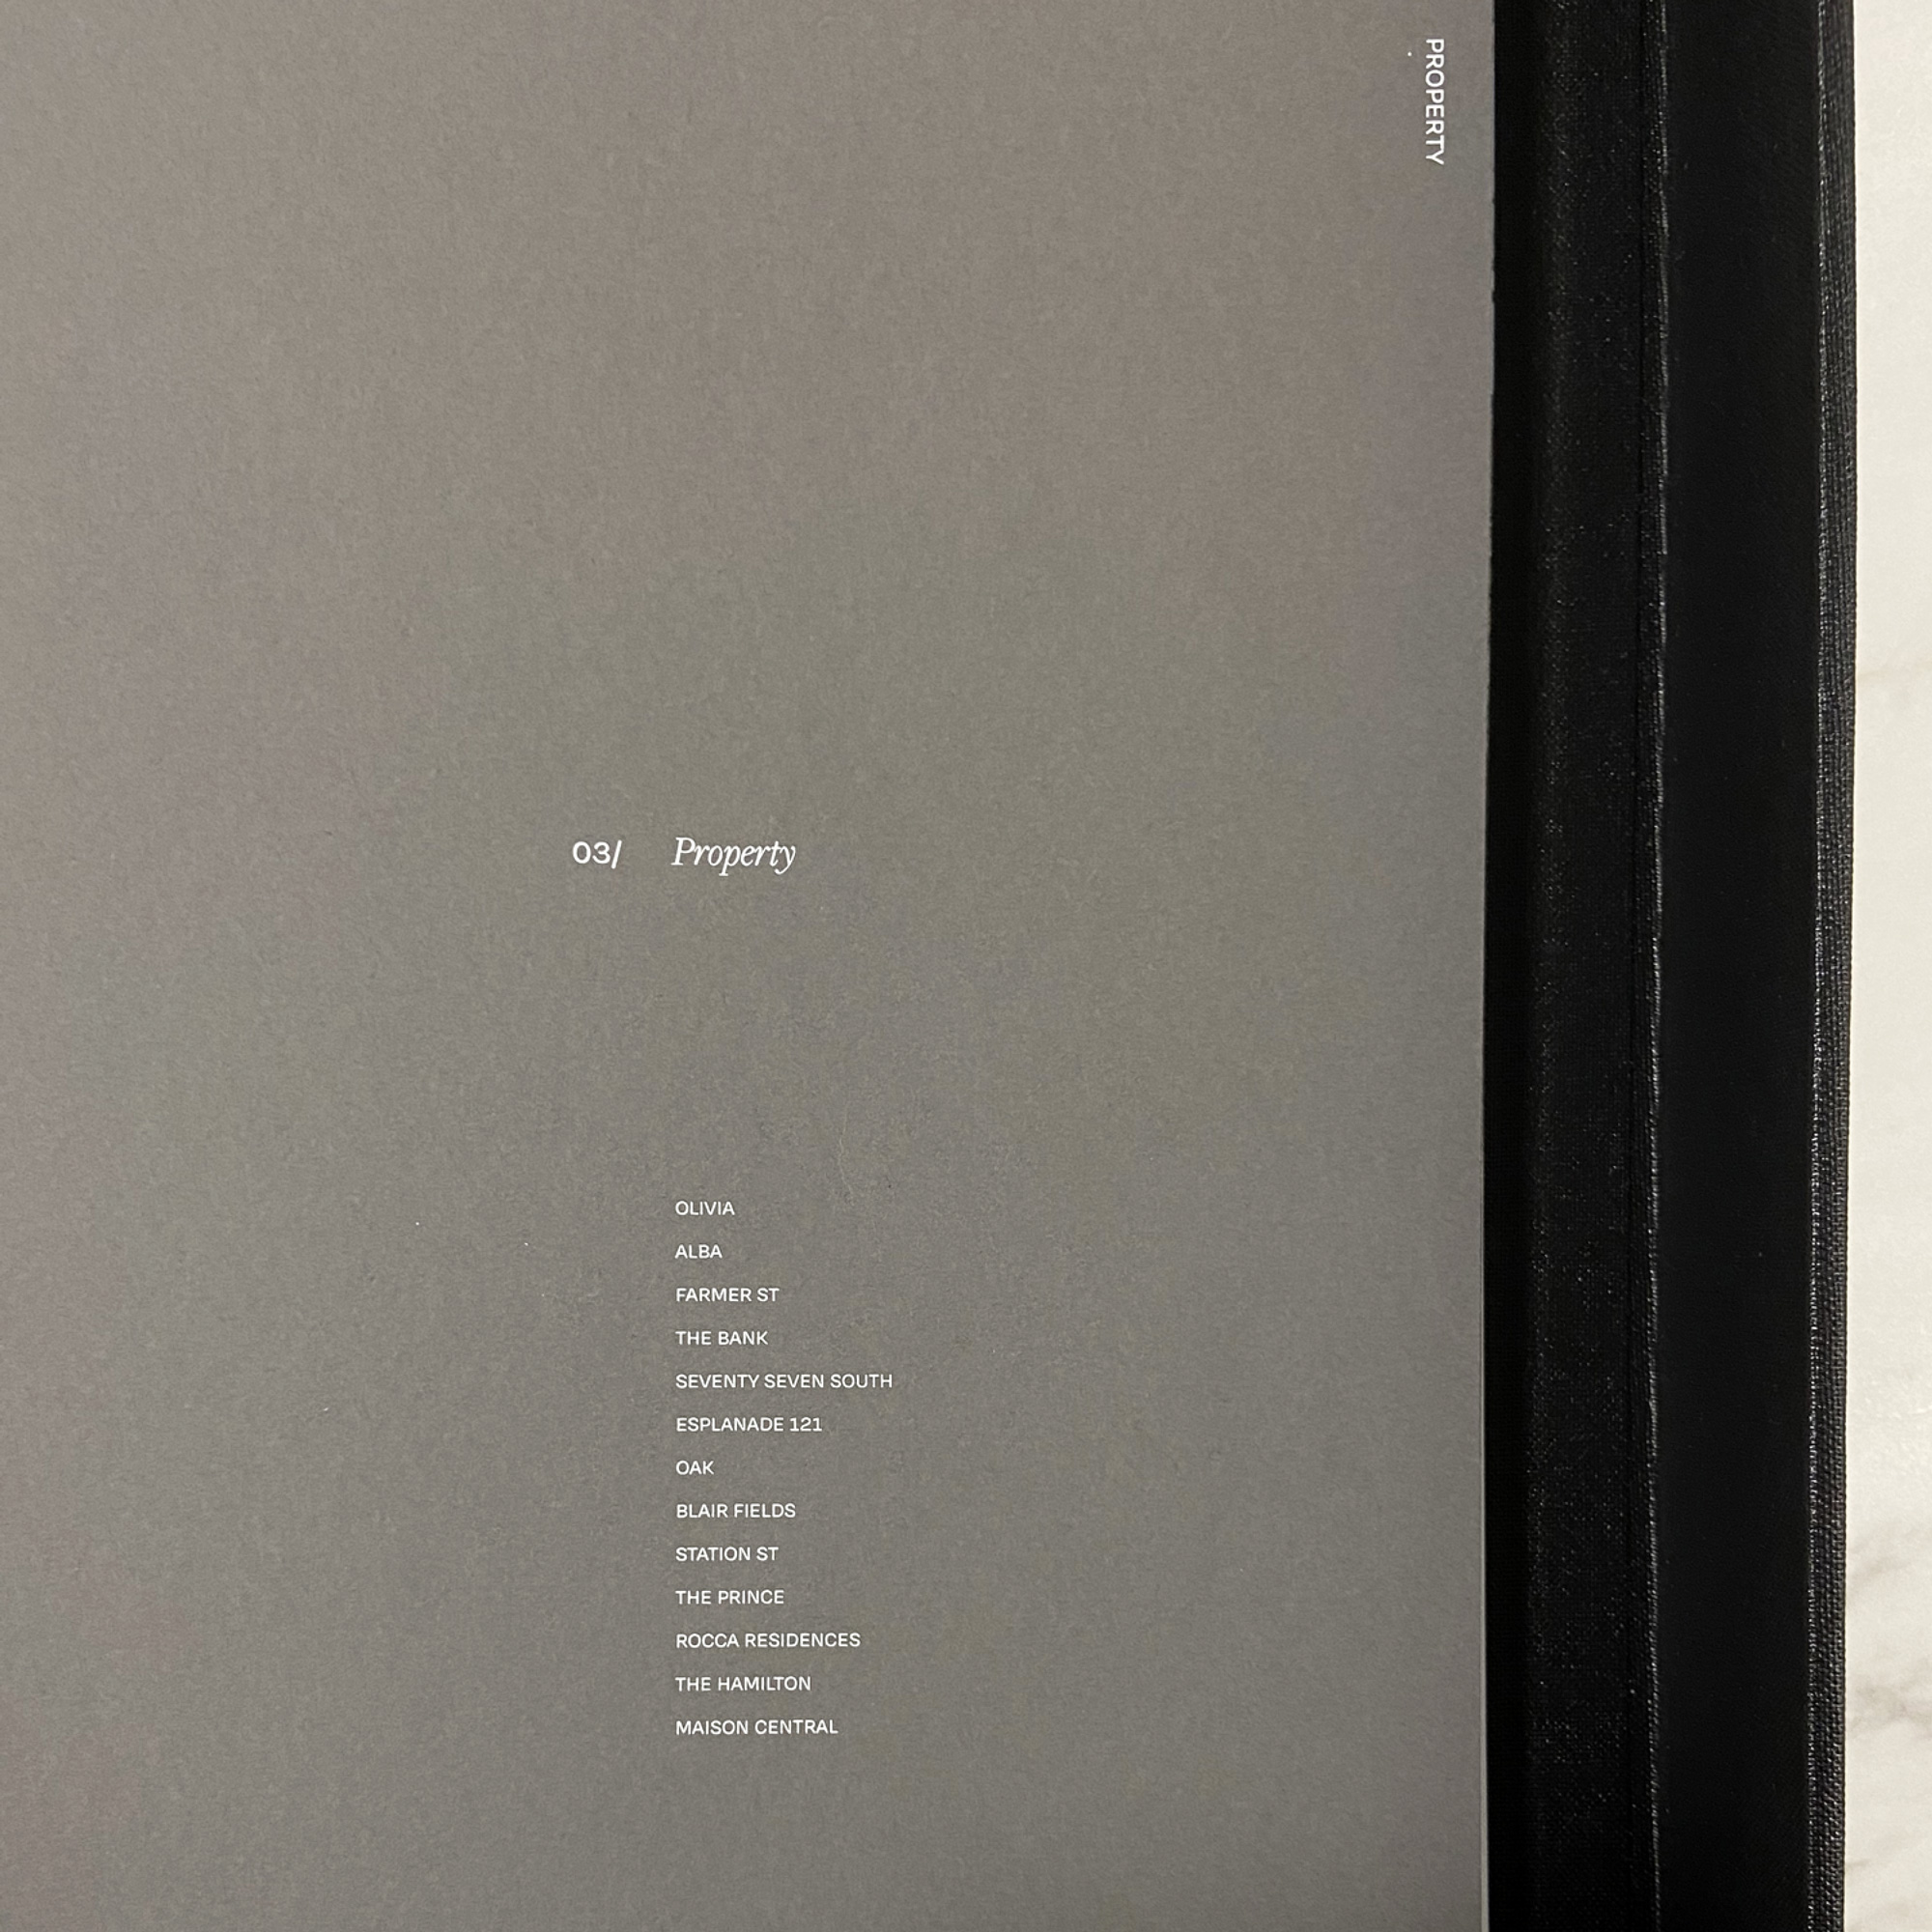 PROPERTY
03/ Property
OLIVIA
ALBA
FARMER ST
THE BANK
SEVENTY SEVEN SOUTH
ESPLANADE 121
OAK
BLAIR FIELDS
STATION ST
THE PRINCE
ROCCA RESIDENCES
THE HAMILTON
MAISON CENTRAL